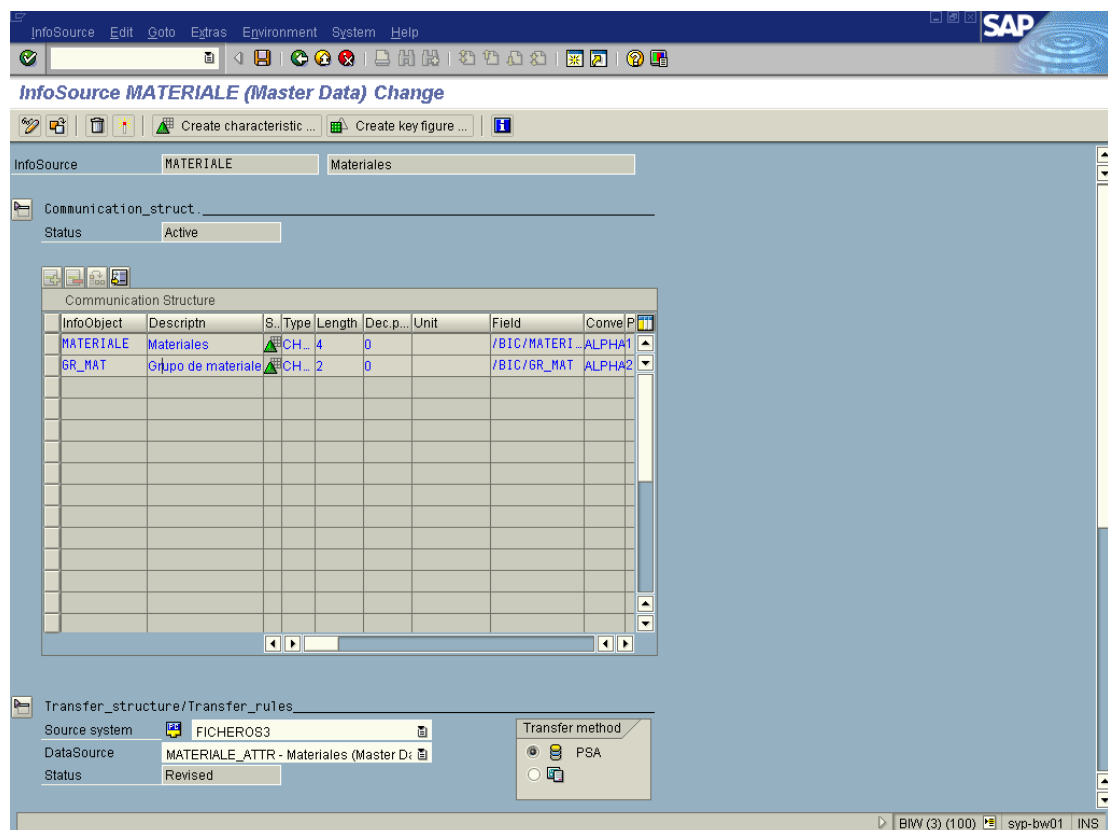 InfoSource Edit Goto Extras Environment System Help
SAP
InfoSource MATERIALE (Master Data) Change
Create characteristic ... Create key figure ...
InfoSource MATERIALE Materiales
Communication_struct.
Status Active
Communication Structure
InfoObject Descriptn S.. Type Length Dec.p... Unit Field Conve P
MATERIALE Materiales CH... 4 0 /BIC/MATERI... ALPHA 1
GR_MAT Grupo de materiale CH... 2 0 /BIC/GR_MAT ALPHA 2
Transfer_structure/Transfer_rules
Source system FICHEROS3
Transfer method
DataSource MATERIALE_ATTR - Materiales (Master Da
PSA
Status Revised
BIW (3) (100) syp-bw01 INS